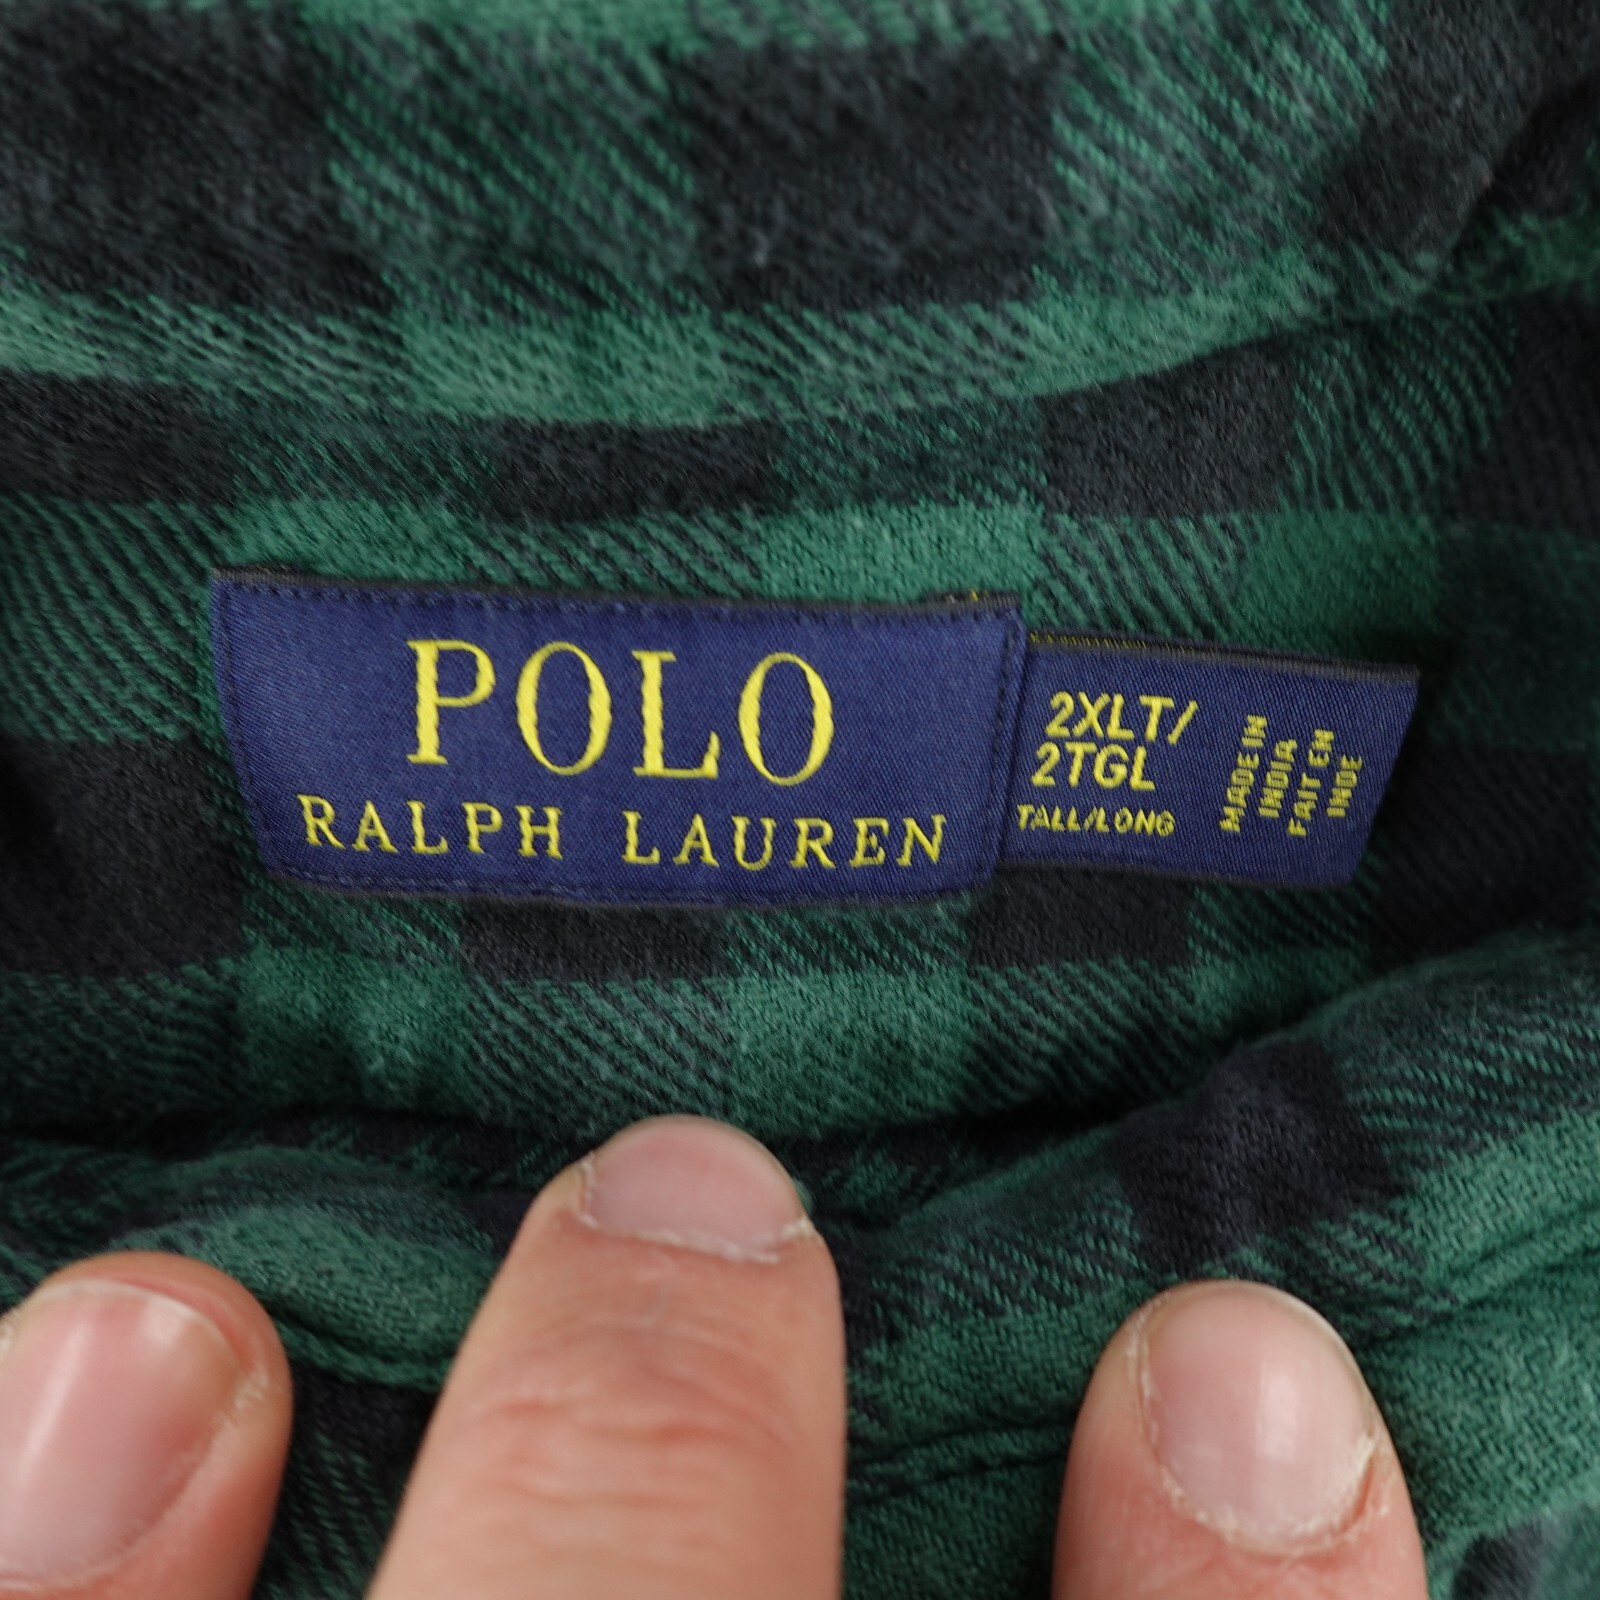 POLO
RALPH LAUREN
2XLT/
2TGL
TALL/LONG
MADE IN
INDIA
FAIT EN
INDE